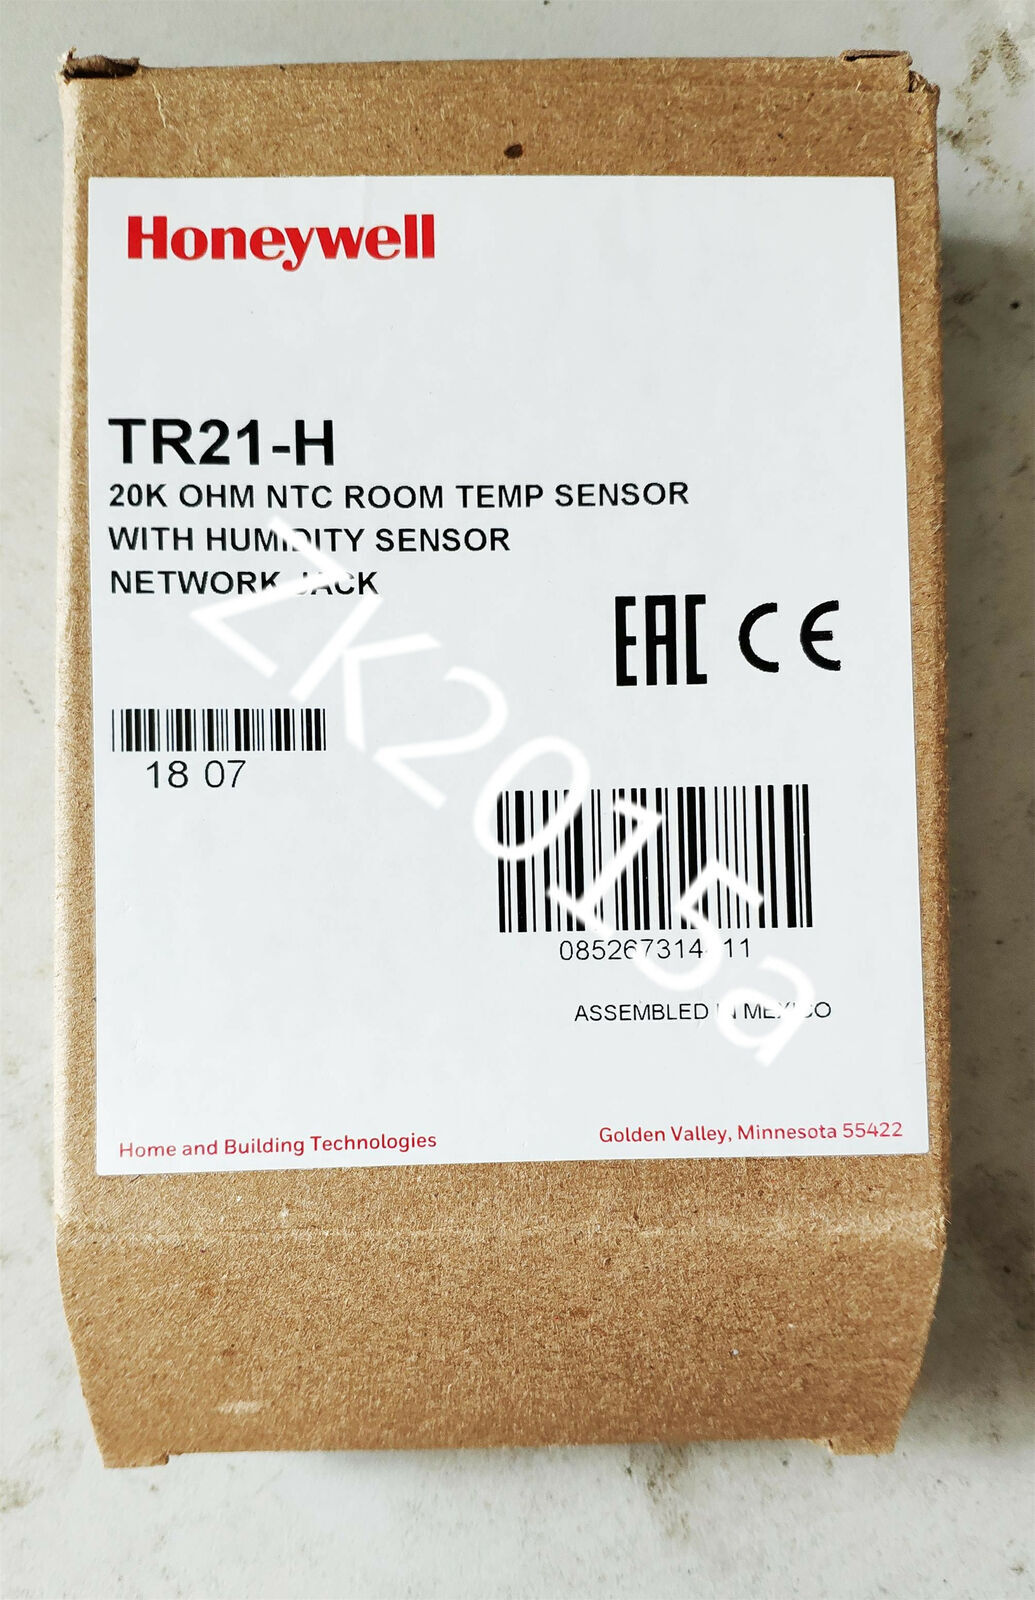 Honeywell
TR21-H
20K OHM NTC ROOM TEMP SENSOR
WITH HUMIDITY SENSOR
NETWORK JACK
EAC CE
18 07
ZK2015a
ASSEMBLED IN MEXICO
Home and Building Technologies
Golden Valley, Minnesota 55422